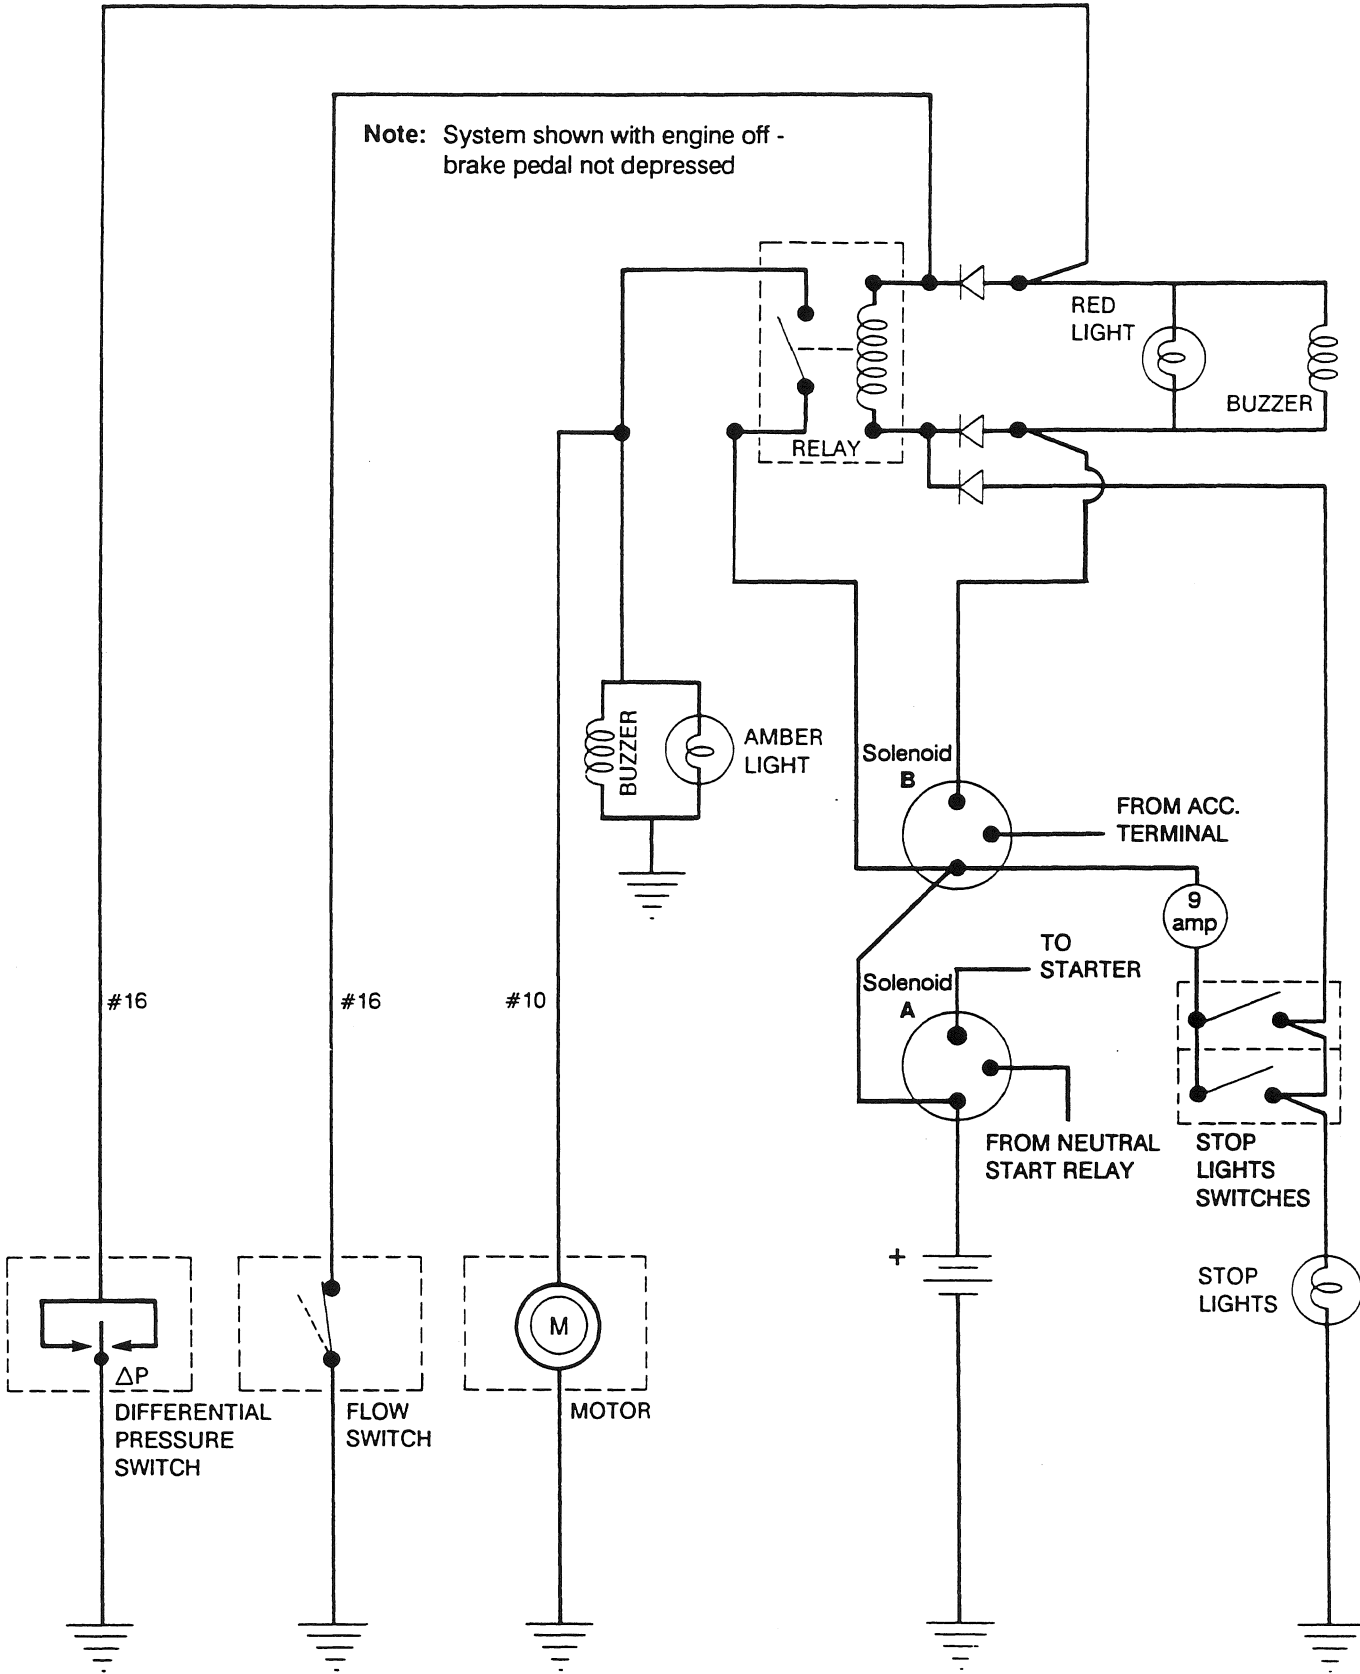 Note: System shown with engine off -
brake pedal not depressed
RED
LIGHT
BUZZER
RELAY
BUZZER
AMBER
LIGHT
Solenoid
B
FROM ACC.
TERMINAL
9
amp
TO
STARTER
Solenoid
A
#16
#16
#10
FROM NEUTRAL
START RELAY
STOP
LIGHTS
SWITCHES
+
STOP
LIGHTS
M
ΔP
DIFFERENTIAL
PRESSURE
SWITCH
FLOW
SWITCH
MOTOR